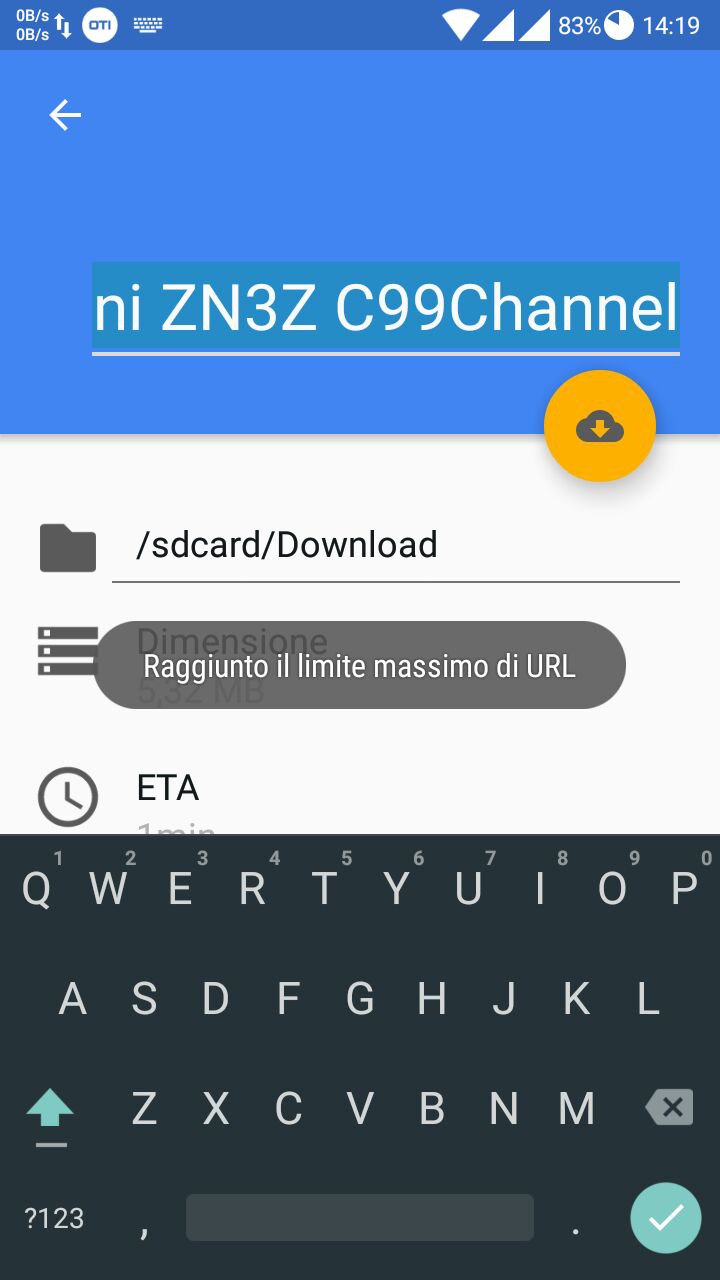 0B/s
0B/s
OTI
83%
14:19
ni ZN3Z C99Channel
/sdcard/Download
Dimensione
Raggiunto il limite massimo di URL
5,32 MB
ETA
1min
1 2 3 4 5 6 7 8 9 0
Q W E R T Y U I O P
A S D F G H J K L
Z X C V B N M
?123 , .